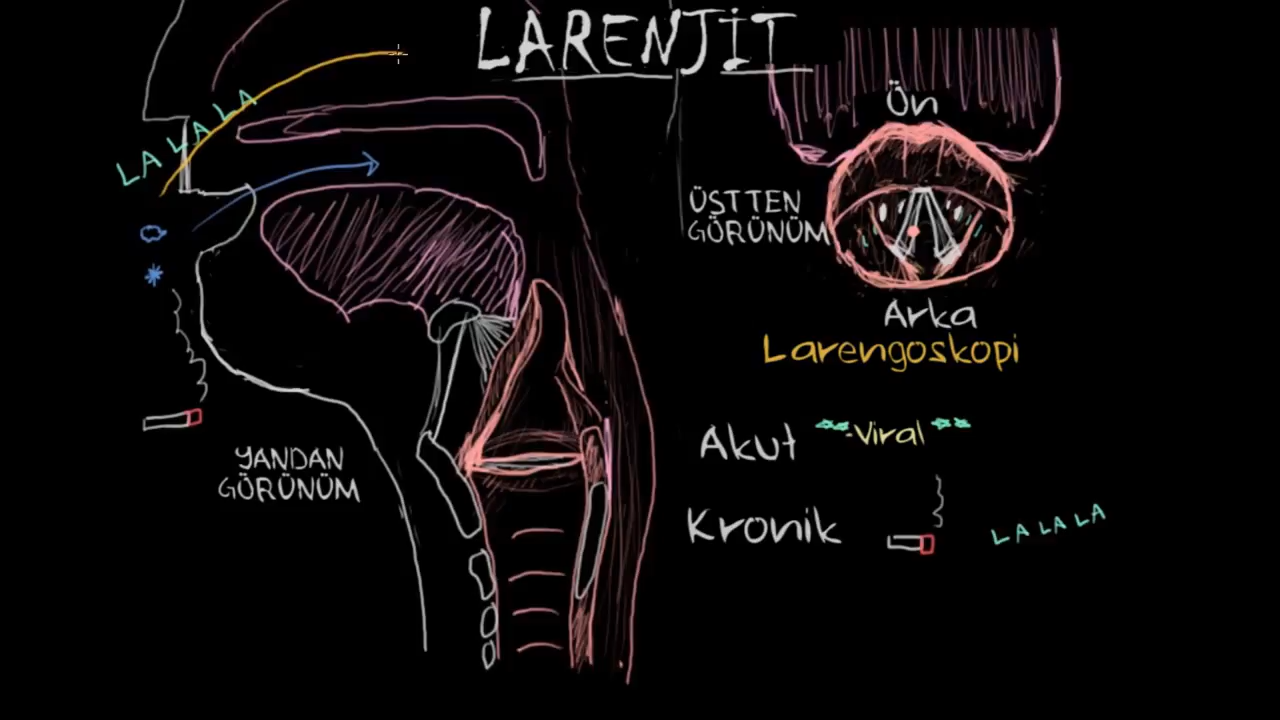 LARENJİT
LA LA LA
Ön
ÜSTTEN
GÖRÜNÜM
Arka
Larengoskopi
YANDAN
GÖRÜNÜM
Akut -Viral
Kronik LA LA LA